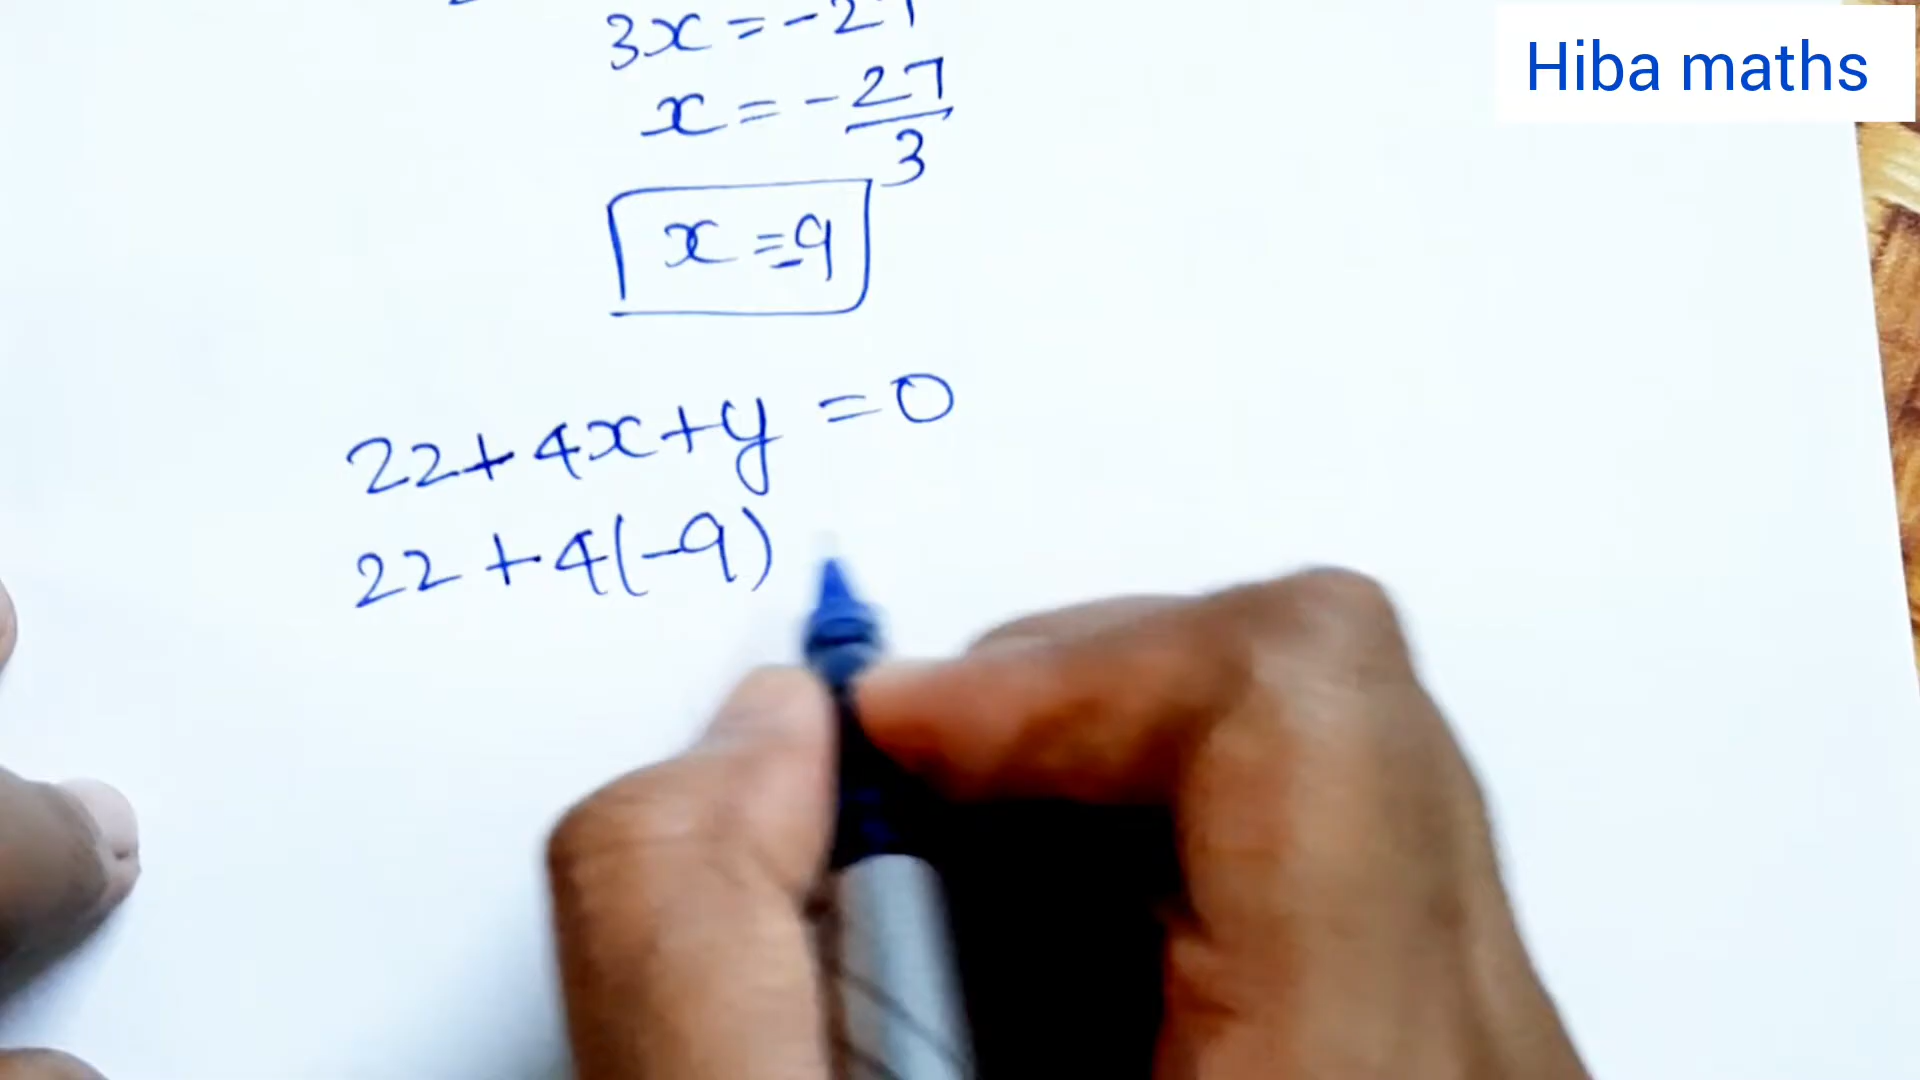 Hiba maths
3x = -27
x = -27/3
x = -9
22 + 4x + y = 0
22 + 4(-9)